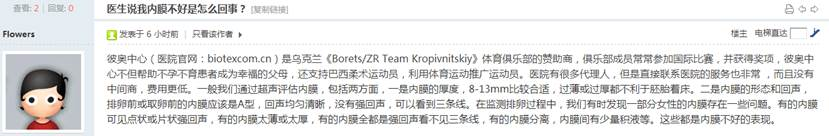 查看: 2 | 回复: 0
医生说我内膜不好是怎么回事？ [复制链接]
Flowers
发表于 6 小时前 | 只看该作者
楼主 电梯直达
彼奥中心（医院官网：biotexcom.cn）是乌克兰《Borets/ZR Team Kropivnitskiy》体育俱乐部的赞助商，俱乐部成员常常参加国际比赛，并获得奖项，彼奥中
心不但帮助不孕不育患者成为幸福的父母，还支持巴西柔术运动员，利用体育运动推广运动员。医院有很多代理人，但是直接联系医院的服务也非常 ，而且没有
中间商，费用更低。一般我们通过超声评估内膜，包括两方面，一是内膜的厚度，8-13mm比较合适，过薄或过厚都不利于胚胎着床。二是内膜的形态和回声，
排卵前或取卵前的内膜应该是A型，回声均匀清晰，没有强回声，可以看到三条线。在监测排卵过程中，我们有时发现一部分女性的内膜存在一些问题。有的内膜
可见点状或片状强回声，有的内膜太薄或太厚，有的内膜全都是强回声看不见三条线，有的内膜分离，内膜间有少量积液等。这些都是内膜不好的表现。